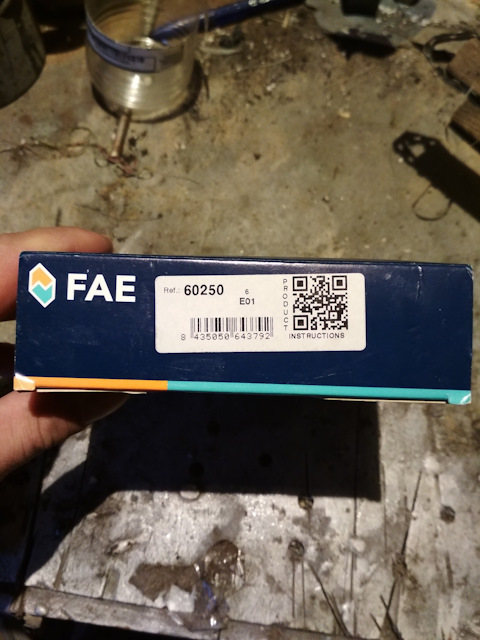 FAE
Ref.: 60250
6
E01
8 435050 643792
PRODUCT
INSTRUCTIONS